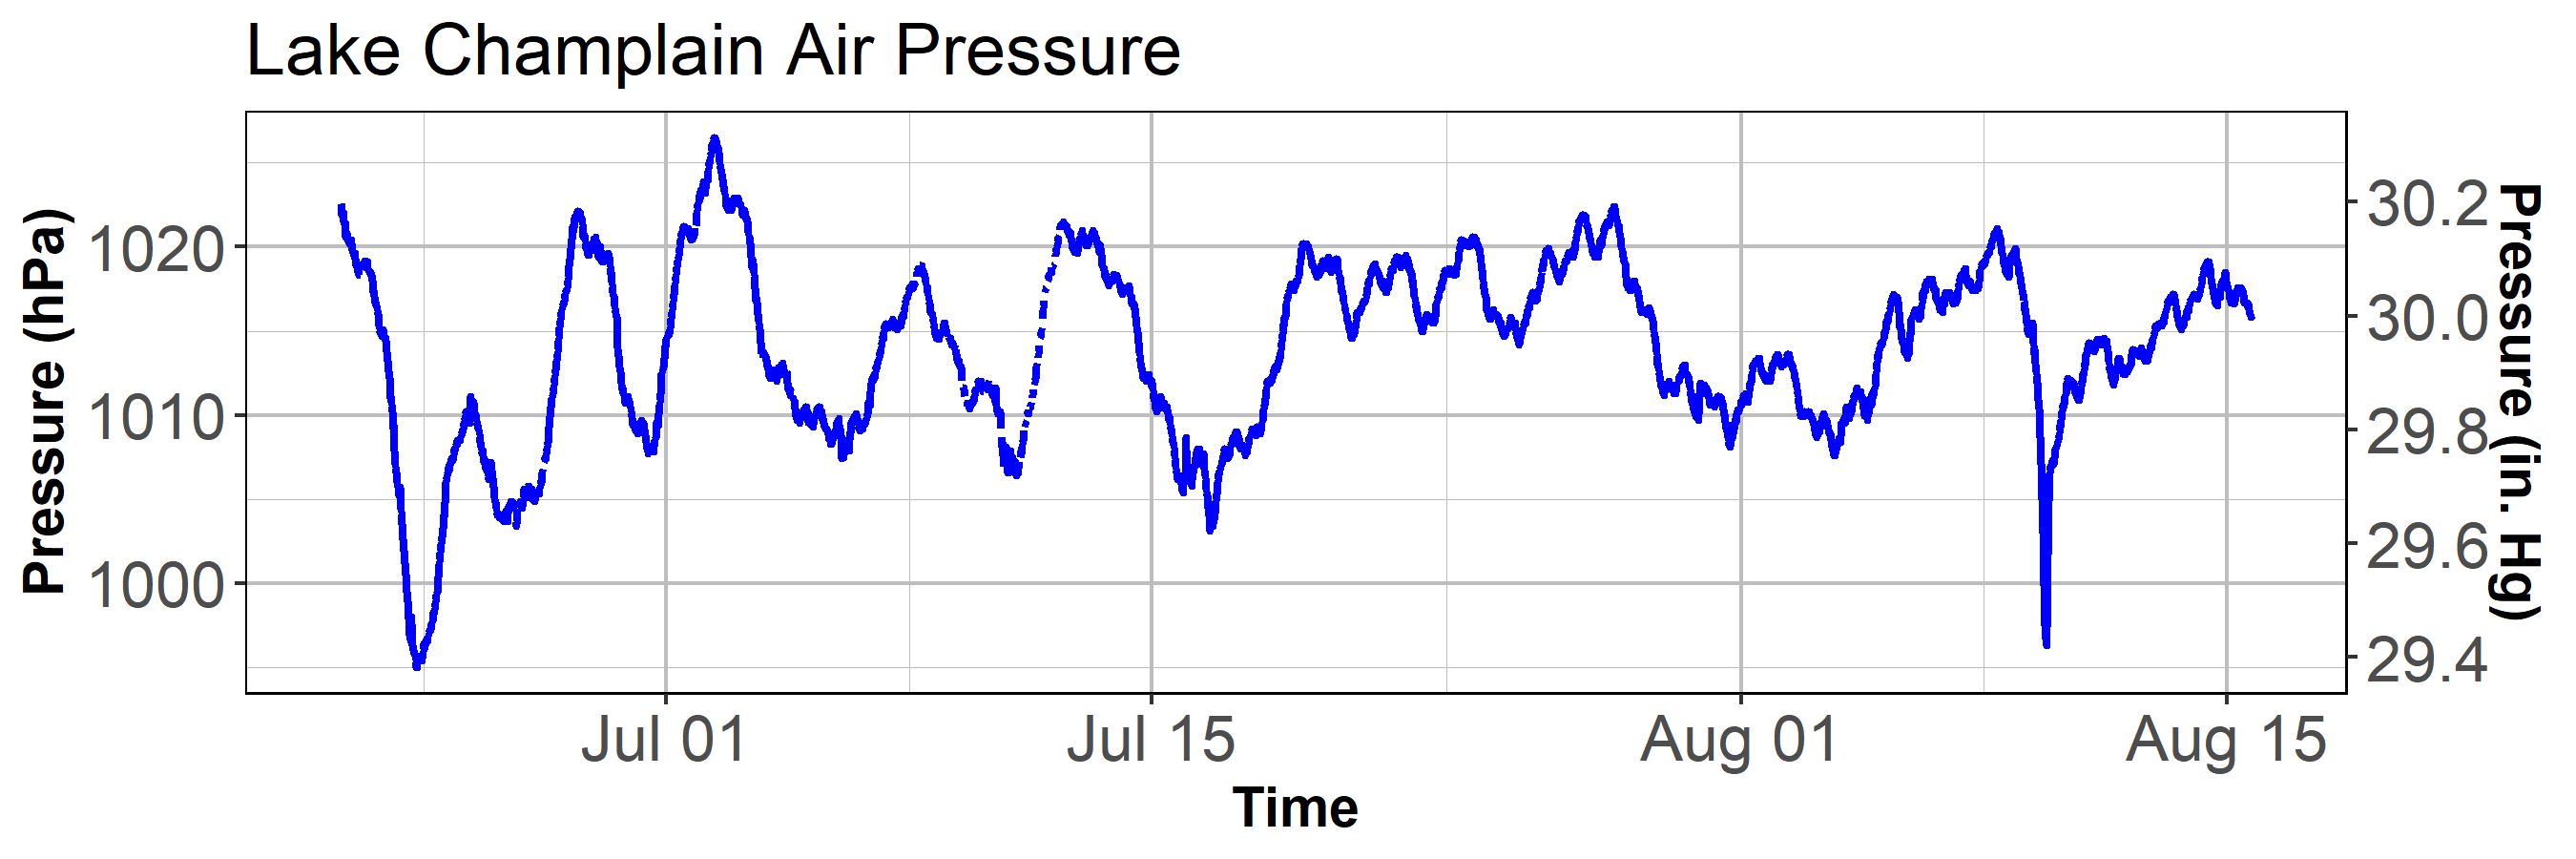 Lake Champlain Air Pressure
Pressure (hPa)
1020
1010
1000
30.2
30.0
29.8
29.6
29.4
Pressure (in. Hg)
Jul 01
Jul 15
Aug 01
Aug 15
Time